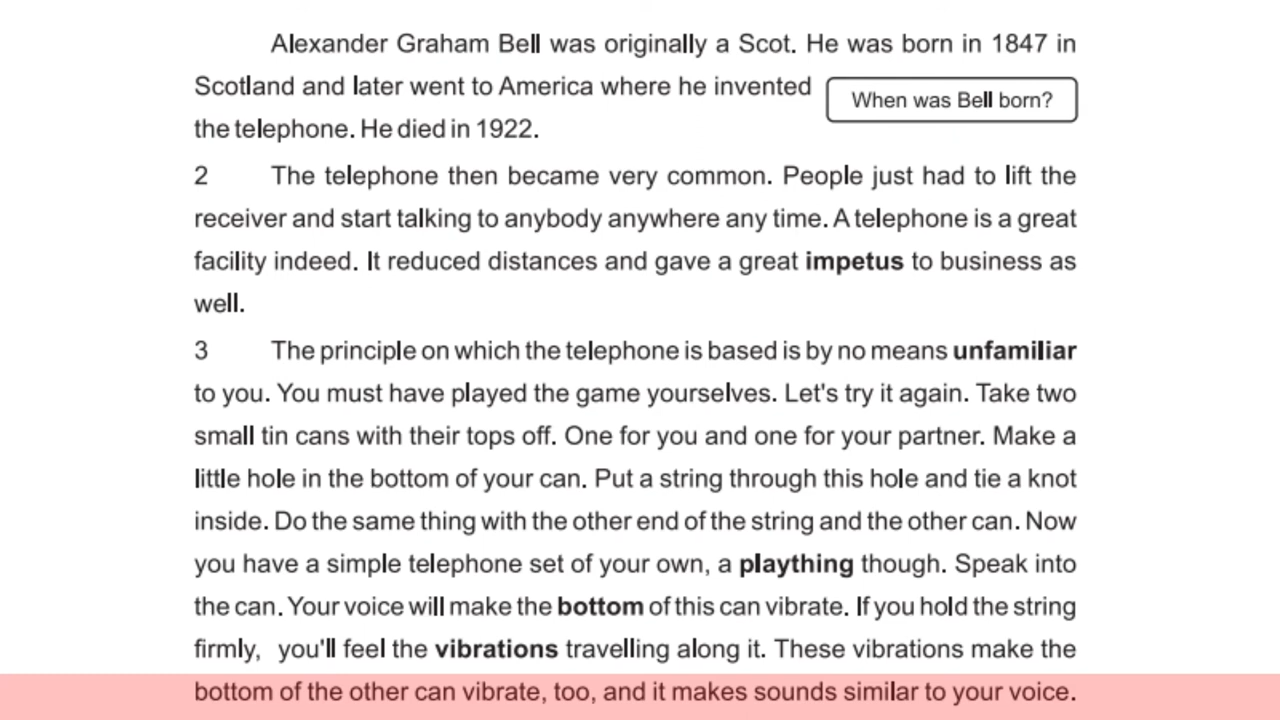 Alexander Graham Bell was originally a Scot. He was born in 1847 in
Scotland and later went to America where he invented
When was Bell born?
the telephone. He died in 1922.
2 The telephone then became very common. People just had to lift the
receiver and start talking to anybody anywhere any time. A telephone is a great
facility indeed. It reduced distances and gave a great impetus to business as
well.
3 The principle on which the telephone is based is by no means unfamiliar
to you. You must have played the game yourselves. Let's try it again. Take two
small tin cans with their tops off. One for you and one for your partner. Make a
little hole in the bottom of your can. Put a string through this hole and tie a knot
inside. Do the same thing with the other end of the string and the other can. Now
you have a simple telephone set of your own, a plaything though. Speak into
the can. Your voice will make the bottom of this can vibrate. If you hold the string
firmly, you'll feel the vibrations travelling along it. These vibrations make the
bottom of the other can vibrate, too, and it makes sounds similar to your voice.